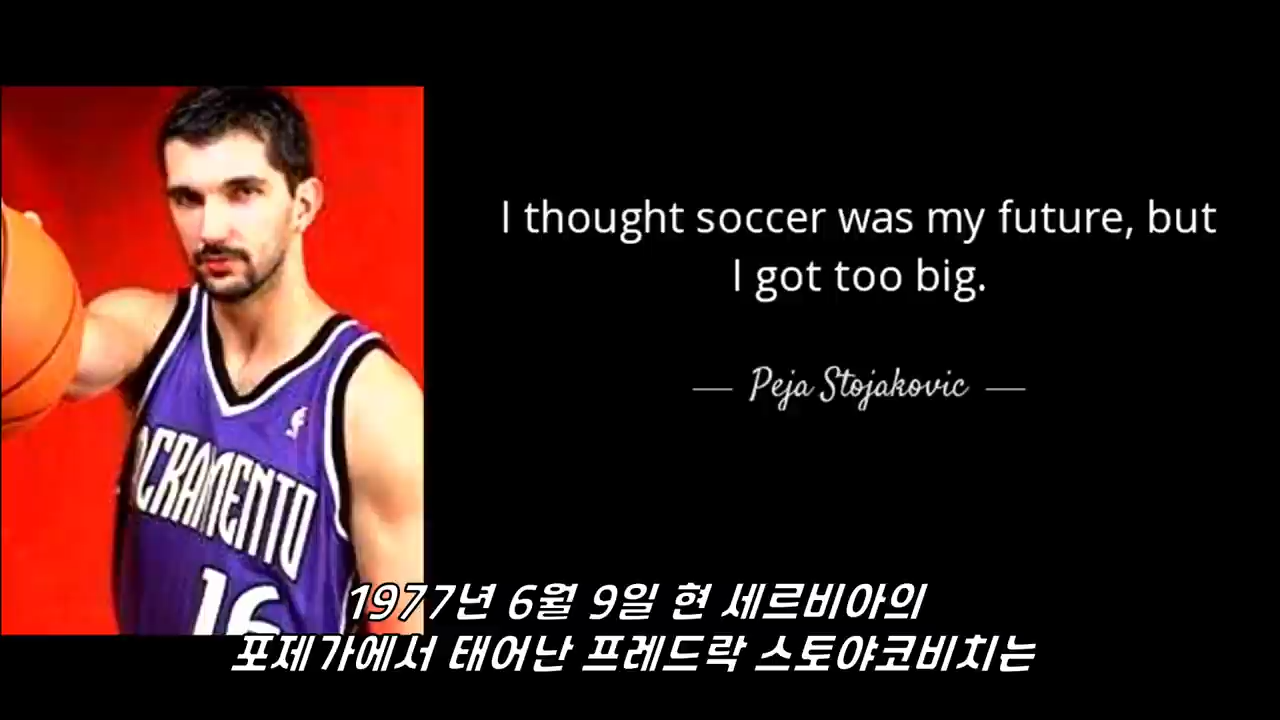 I thought soccer was my future, but
I got too big.
Peja Stojakovic
SACRAMENTO
16
1977년 6월 9일 현 세르비아의
포제가에서 태어난 프레드락 스토야코비치는